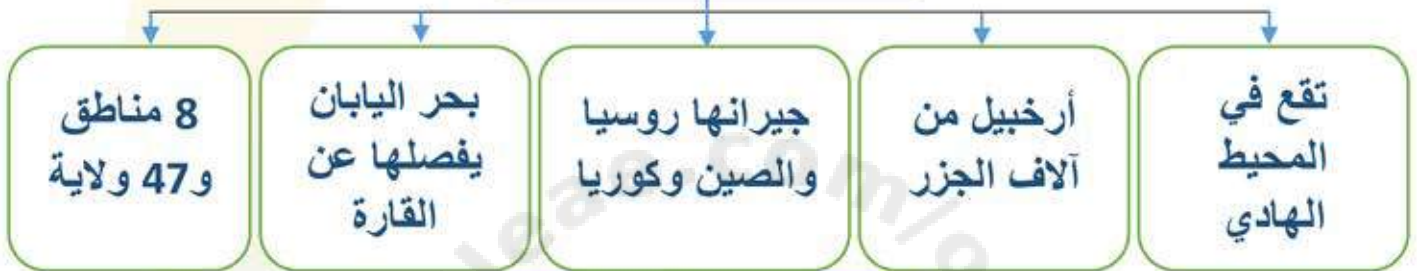 تقع في
المحيط
الهادي
أرخبيل من
آلاف الجزر
جيرانها روسيا
والصين وكوريا
بحر اليابان
يفصلها عن
القارة
8 مناطق
و47 ولاية